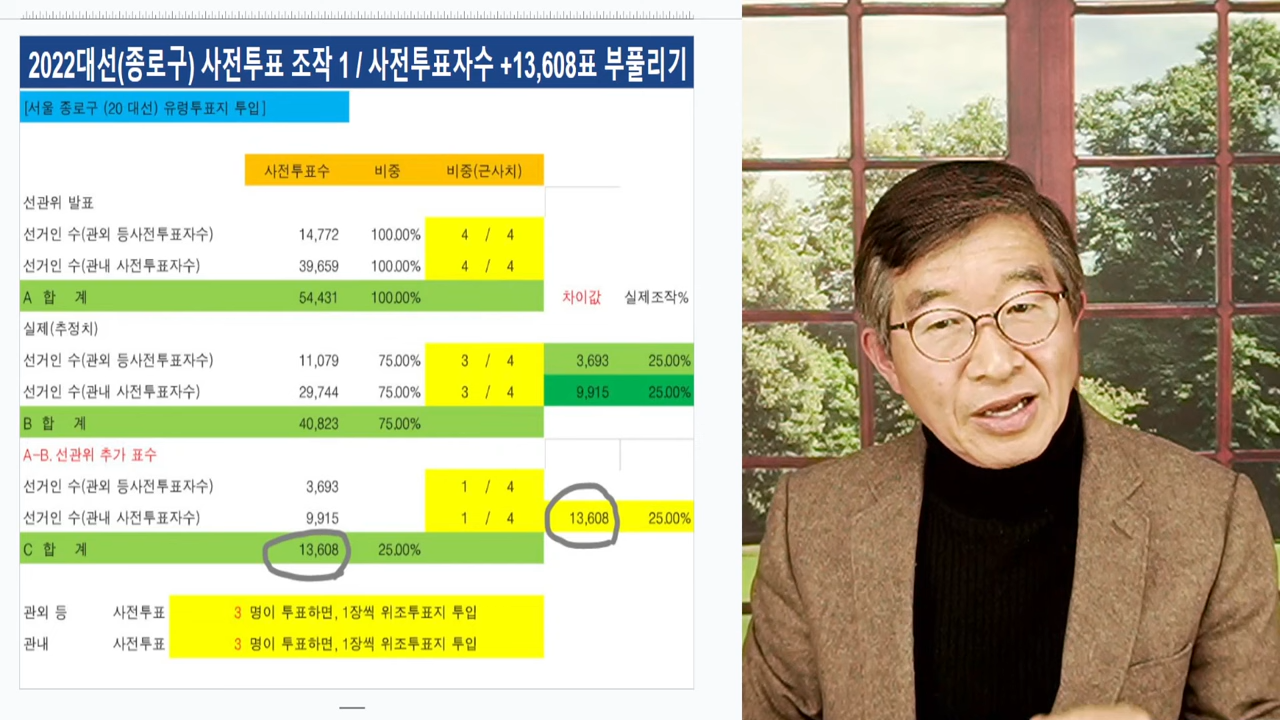 2022대선(종로구) 사전투표 조작 1 / 사전투표자수 +13,608표 부풀리기
[서울 종로구 (20 대선) 유령투표지 투입]
사전투표수 비중 비중(근사치)
선관위 발표
선거인 수(관외 등사전투표자수) 14,772 100.00% 4 / 4
선거인 수(관내 사전투표자수) 39,659 100.00% 4 / 4
A 합 계 54,431 100.00% 차이값 실제조작%
실제(추정치)
선거인 수(관외 등사전투표자수) 11,079 75.00% 3 / 4 3,693 25.00%
선거인 수(관내 사전투표자수) 29,744 75.00% 3 / 4 9,915 25.00%
B 합 계 40,823 75.00%
A-B. 선관위 추가 표수
선거인 수(관외 등사전투표자수) 3,693 1 / 4
선거인 수(관내 사전투표자수) 9,915 1 / 4 13,608 25.00%
C 합 계 13,608 25.00%
관외 등 사전투표 3 명이 투표하면, 1장씩 위조투표지 투입
관내 사전투표 3 명이 투표하면, 1장씩 위조투표지 투입